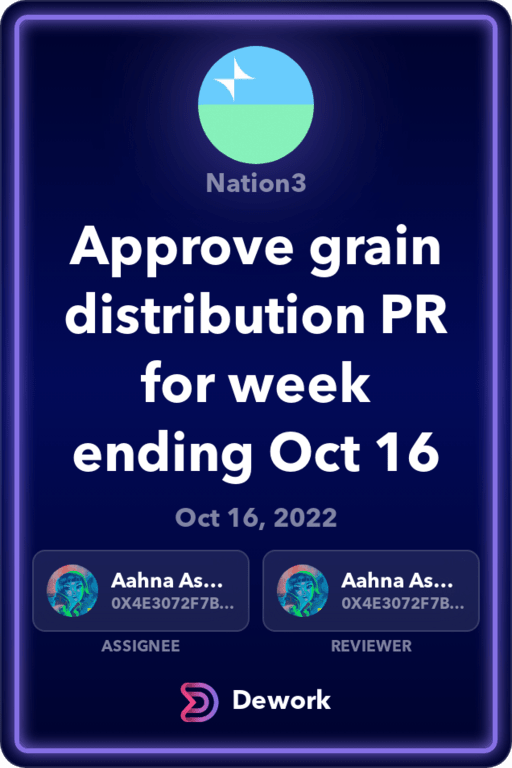 Nation3
Approve grain
distribution PR
for week
ending Oct 16
Oct 16, 2022
Aahna As...
0X4E3072F7B...
ASSIGNEE
Aahna As...
0X4E3072F7B...
REVIEWER
Dework